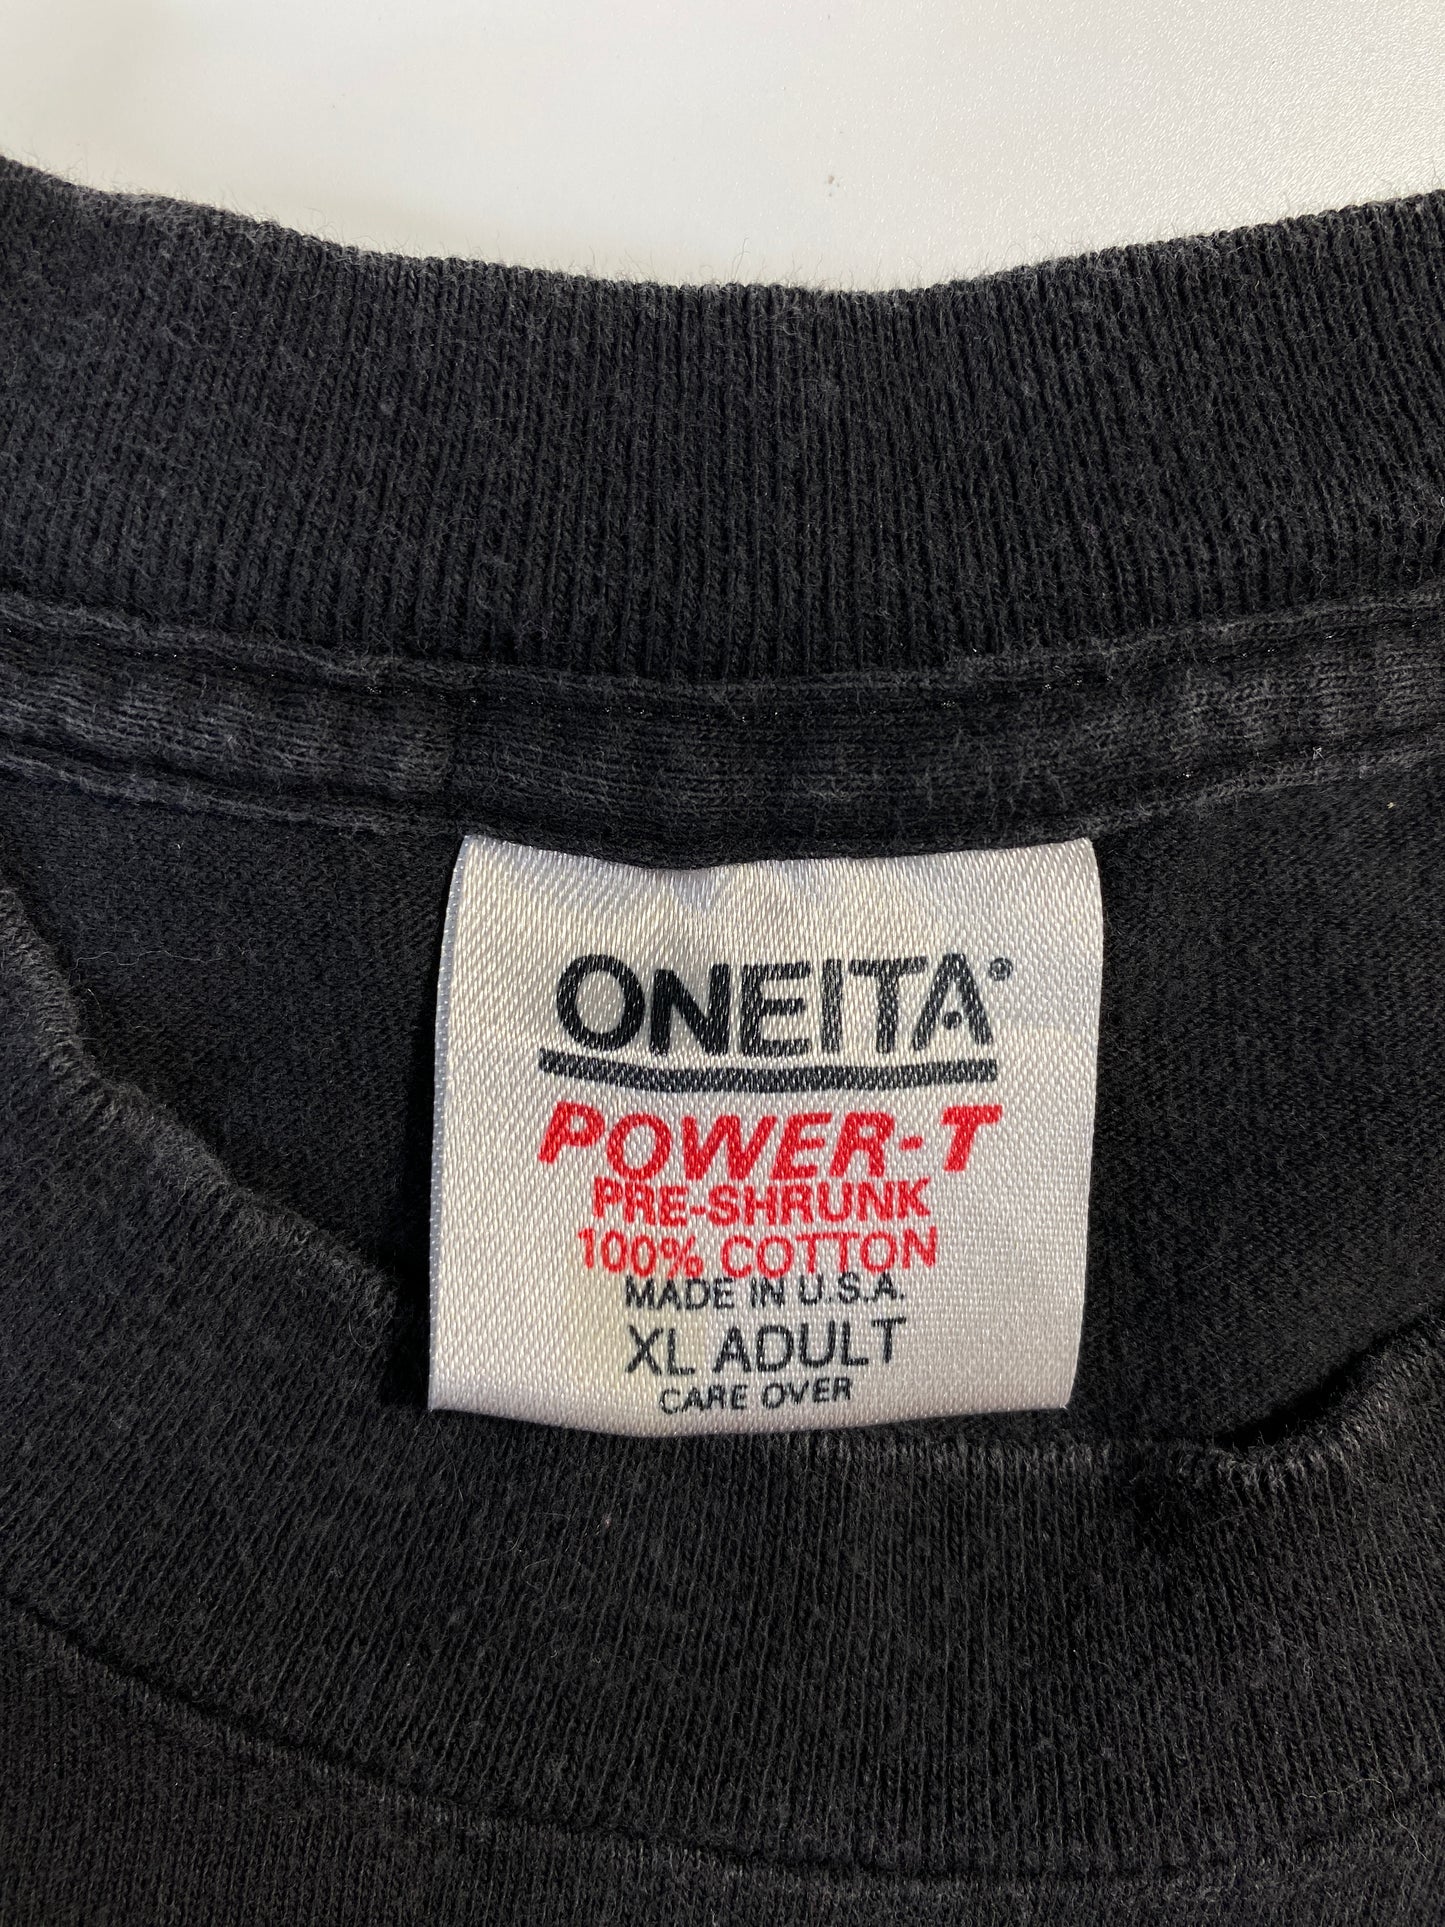 ONEITA®
POWER-T
PRE-SHRUNK
100% COTTON
MADE IN U.S.A.
XL ADULT
CARE OVER